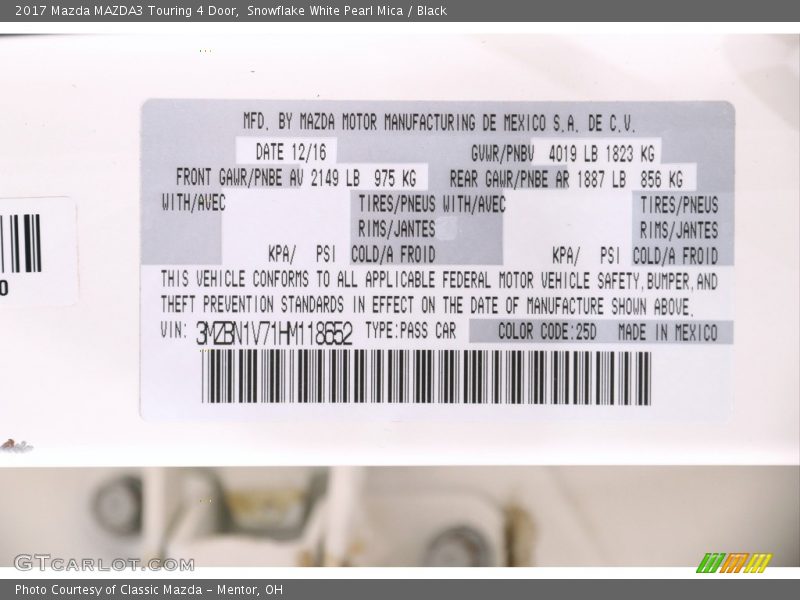 2017 Mazda MAZDA3 Touring 4 Door,  Snowflake White Pearl Mica / Black
MFD. BY MAZDA MOTOR MANUFACTURING DE MEXICO S.A. DE C.V.
DATE 12/16 GVWR/PNBV 4019 LB 1823 KG
FRONT GAWR/PNBE AV 2149 LB 975 KG REAR GAWR/PNBE AR 1887 LB 856 KG
WITH/AVEC TIRES/PNEUS WITH/AVEC TIRES/PNEUS
RIMS/JANTES RIMS/JANTES
KPA/ PSI COLD/A FROID KPA/ PSI COLD/A FROID
THIS VEHICLE CONFORMS TO ALL APPLICABLE FEDERAL MOTOR VEHICLE SAFETY,BUMPER,AND
THEFT PREVENTION STANDARDS IN EFFECT ON THE DATE OF MANUFACTURE SHOWN ABOVE.
VIN: 3MZBN1V71HM118652 TYPE:PASS CAR COLOR CODE:25D MADE IN MEXICO
0
GTcarlot.com
Photo Courtesy of Classic Mazda - Mentor, OH